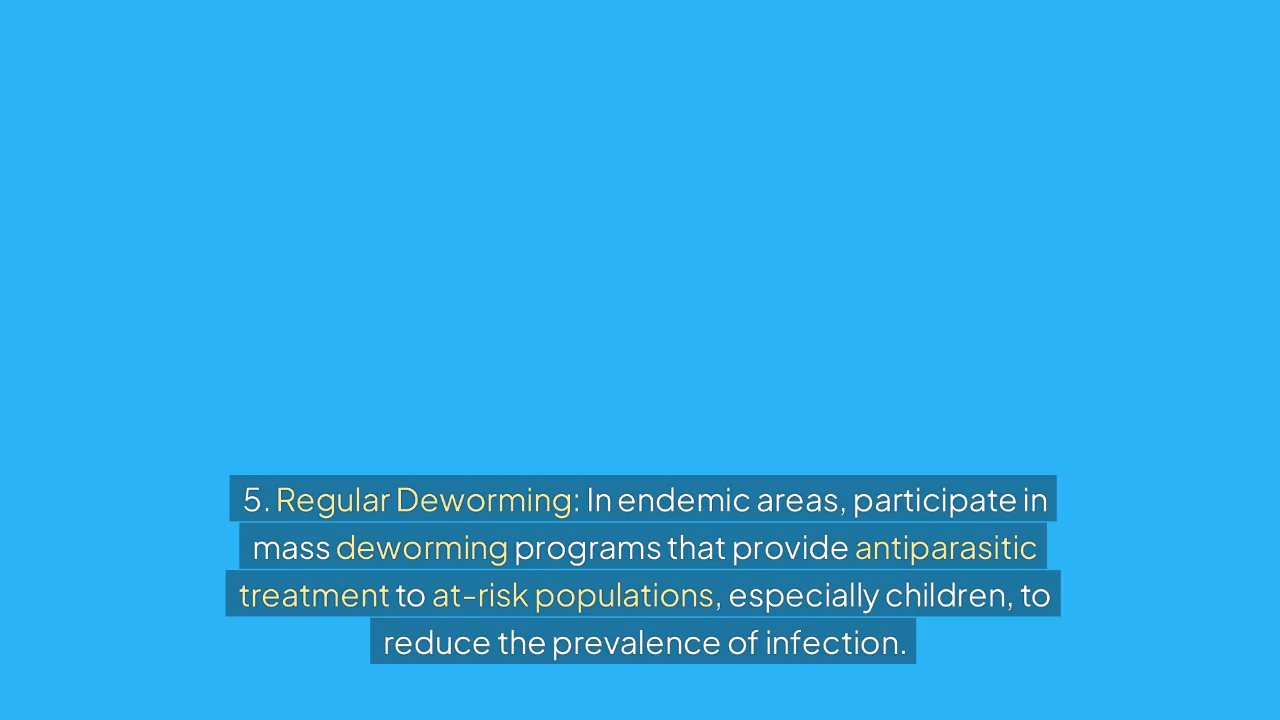 5. Regular Deworming: In endemic areas, participate in
mass deworming programs that provide antiparasitic
treatment to at-risk populations, especially children, to
reduce the prevalence of infection.